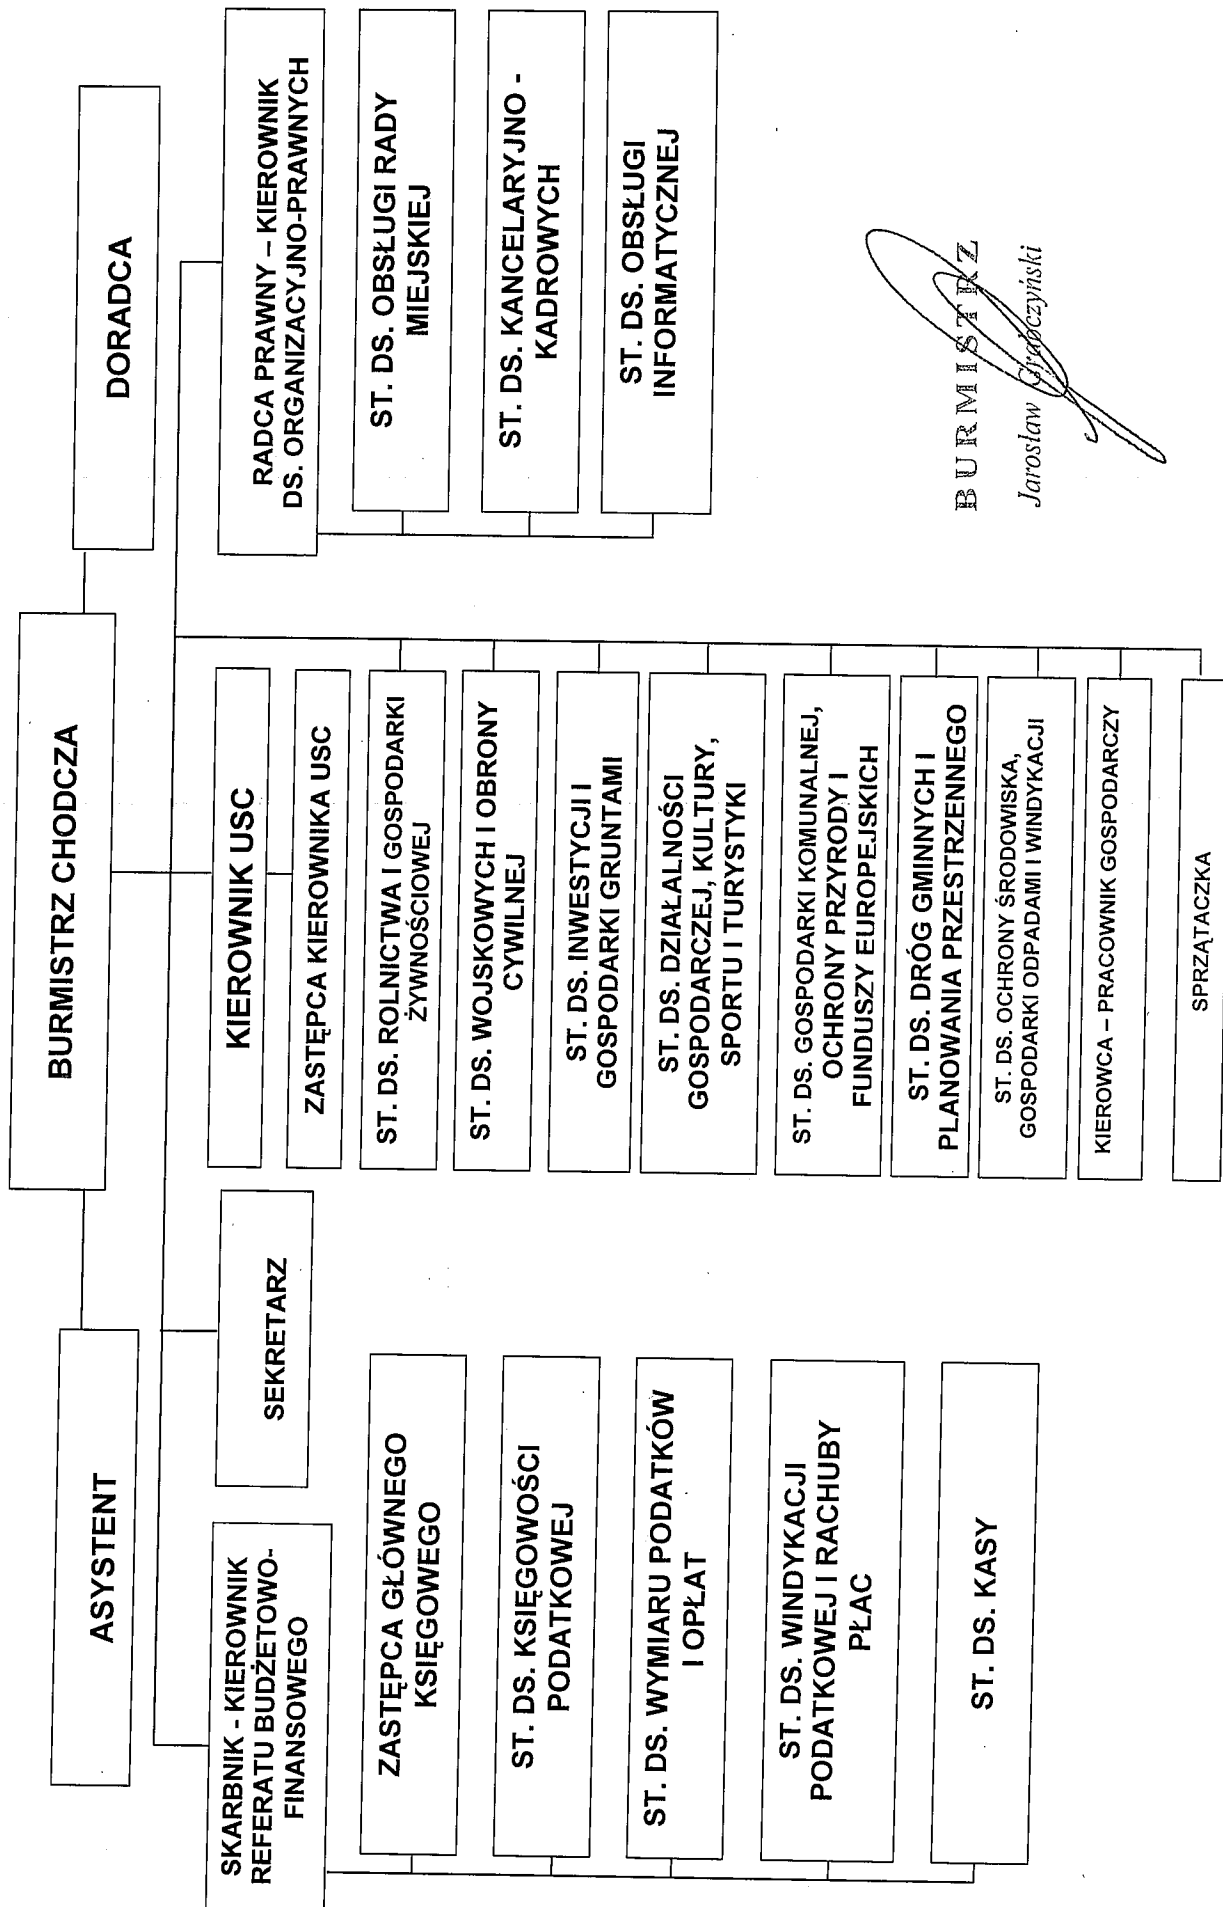 BURMISTRZ CHODCZA
ASYSTENT
DORADCA
SKARBNIK - KIEROWNIK
REFERATU BUDŻETOWO-
FINANSOWEGO
ZASTĘPCA GŁÓWNEGO
KSIĘGOWEGO
ST. DS. KSIĘGOWOŚCI
PODATKOWEJ
ST. DS. WYMIARU PODATKÓW
I OPŁAT
ST. DS. WINDYKACJI
PODATKOWEJ I RACHUBY
PŁAC
ST. DS. KASY
SEKRETARZ
KIEROWNIK USC
ZASTĘPCA KIEROWNIKA USC
ST. DS. ROLNICTWA I GOSPODARKI
ŻYWNOŚCIOWEJ
ST. DS. WOJSKOWYCH I OBRONY
CYWILNEJ
ST. DS. INWESTYCJI I
GOSPODARKI GRUNTAMI
ST. DS. DZIAŁALNOŚCI
GOSPODARCZEJ, KULTURY,
SPORTU I TURYSTYKI
ST. DS. GOSPODARKI KOMUNALNEJ,
OCHRONY PRZYRODY I
FUNDUSZY EUROPEJSKICH
ST. DS. DRÓG GMINNYCH I
PLANOWANIA PRZESTRZENNEGO
ST. DS. OCHRONY ŚRODOWISKA,
GOSPODARKI ODPADAMI I WINDYKACJI
KIEROWCA – PRACOWNIK GOSPODARCZY
SPRZĄTACZKA
RADCA PRAWNY – KIEROWNIK
DS. ORGANIZACYJNO-PRAWNYCH
ST. DS. OBSŁUGI RADY
MIEJSKIEJ
ST. DS. KANCELARYJNO -
KADROWYCH
ST. DS. OBSŁUGI
INFORMATYCZNEJ
BURMISTRZ
Jarosław Grabczyński